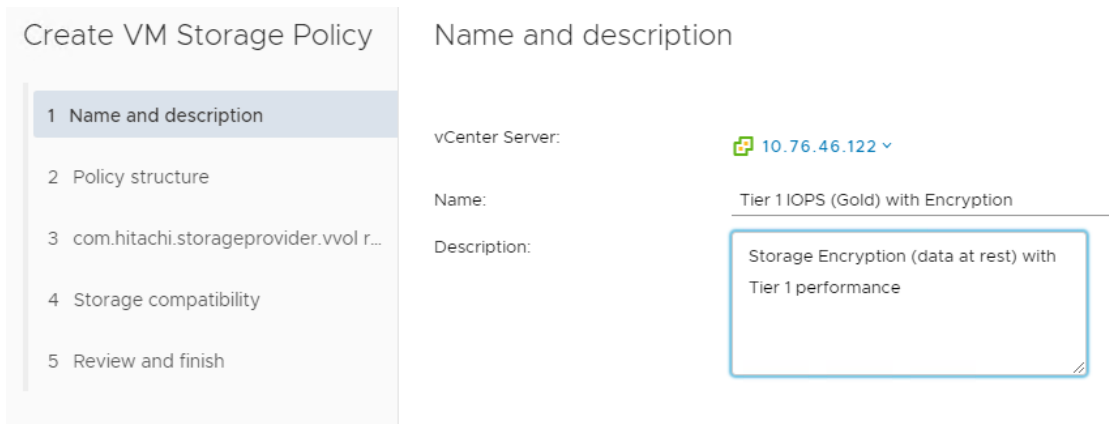 Create VM Storage Policy
1 Name and description
2 Policy structure
3 com.hitachi.storageprovider.vvol r...
4 Storage compatibility
5 Review and finish
Name and description
vCenter Server:
10.76.46.122
Name:
Tier 1 IOPS (Gold) with Encryption
Description:
Storage Encryption (data at rest) with
Tier 1 performance